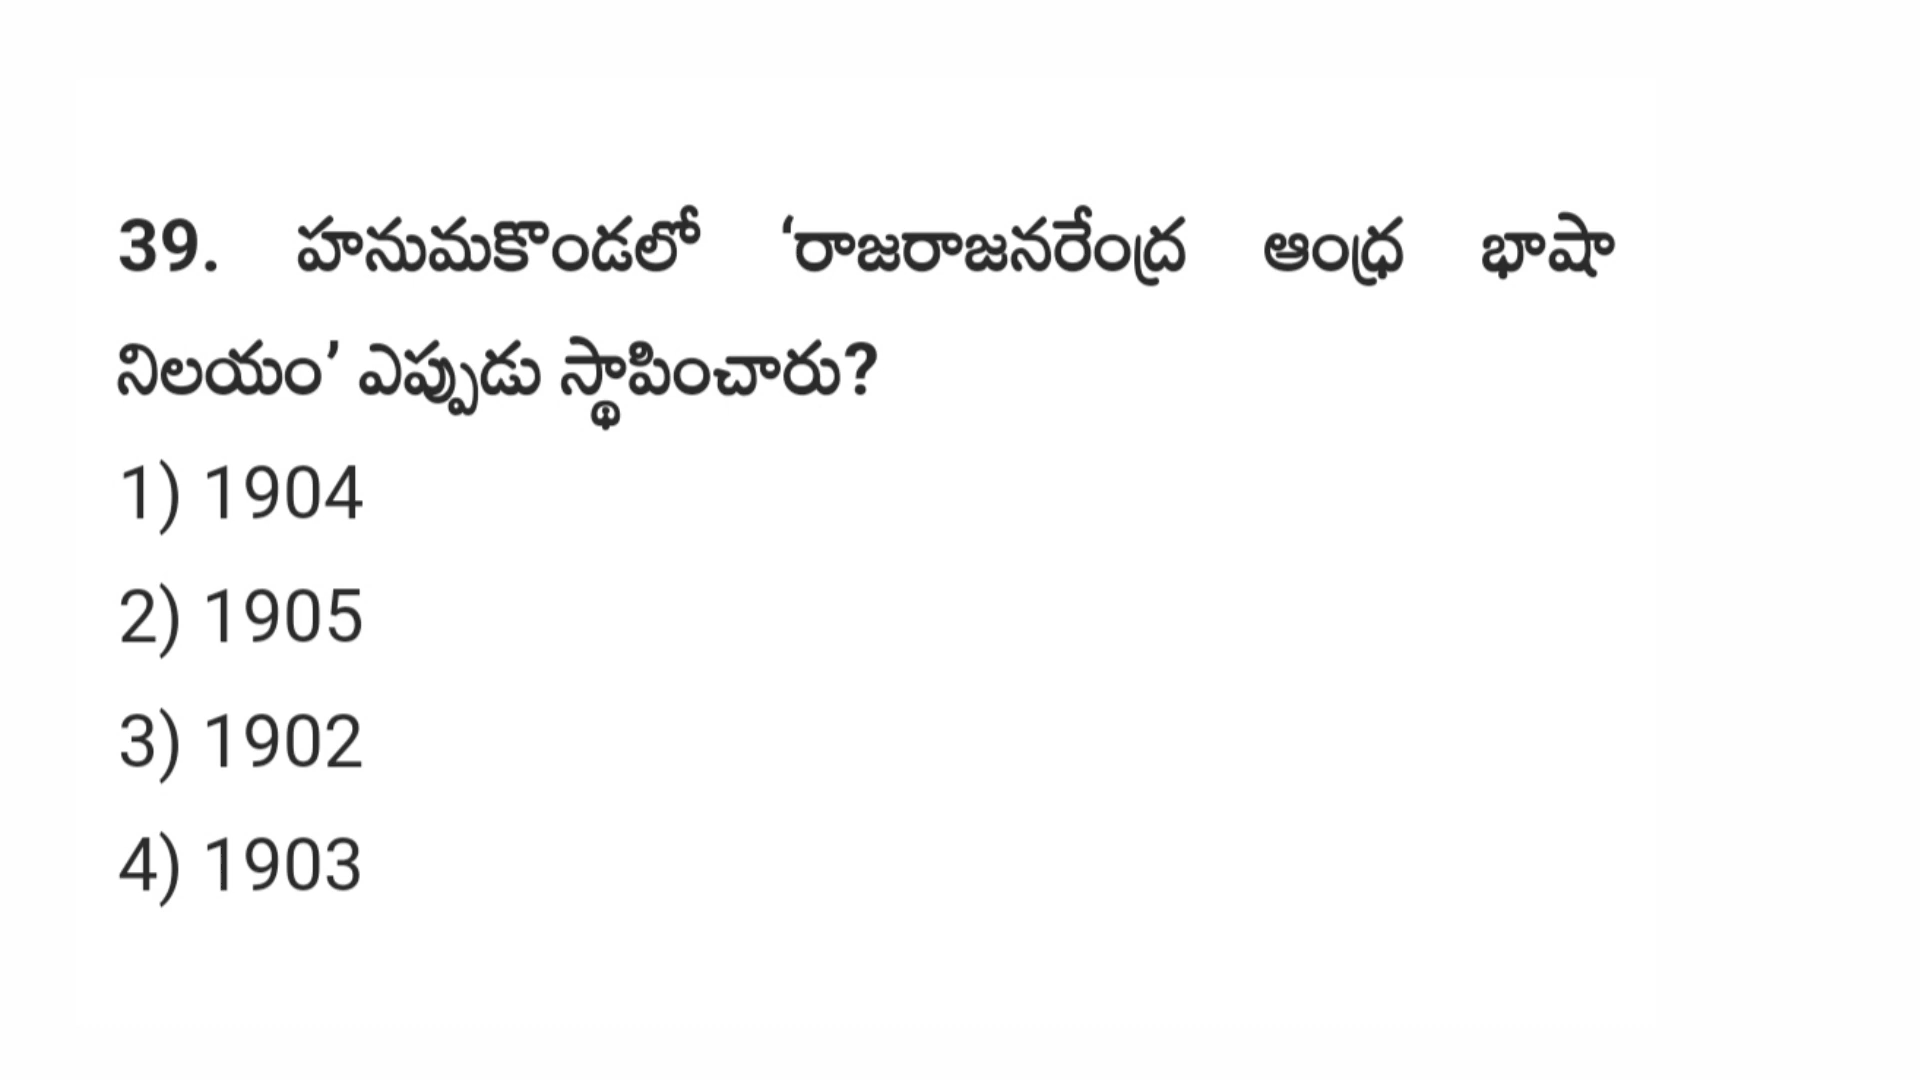 39. హనుమకొండలో ‘రాజరాజనరేంద్ర ఆంధ్ర భాషా
నిలయం’ ఎప్పుడు స్థాపించారు?
1) 1904
2) 1905
3) 1902
4) 1903